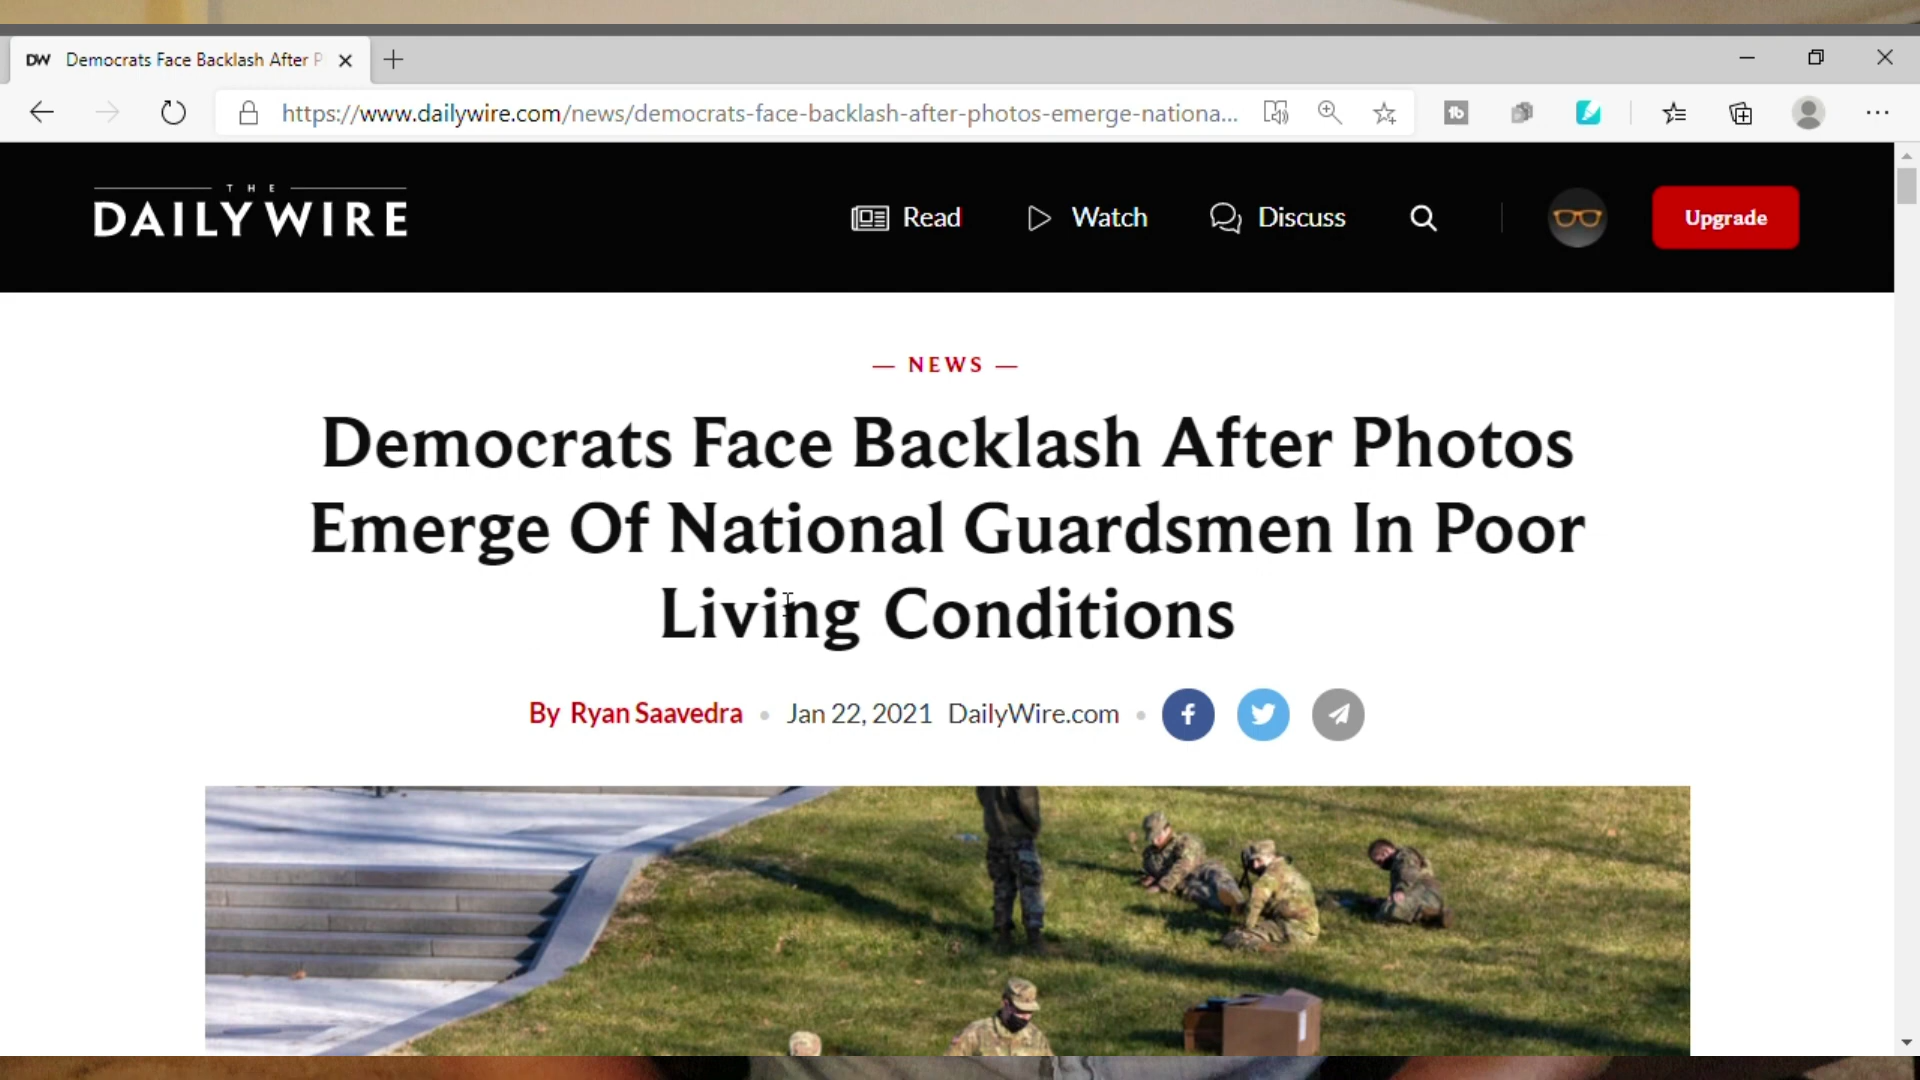 DW Democrats Face Backlash After P
https://www.dailywire.com/news/democrats-face-backlash-after-photos-emerge-nationa...
THE
DAILYWIRE
Read
Watch
Discuss
Upgrade
— NEWS —
Democrats Face Backlash After Photos
Emerge Of National Guardsmen In Poor
Living Conditions
By Ryan Saavedra • Jan 22, 2021 DailyWire.com •